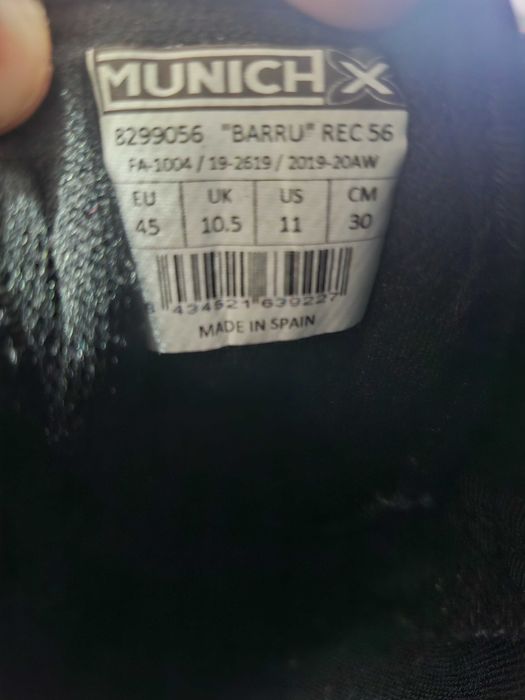 MUNICH X
8299056 "BARRU" REC 56
FA-1004 / 19-2619 / 2019-20AW
EU UK US CM
45 10.5 11 30
8 434521 639227
MADE IN SPAIN